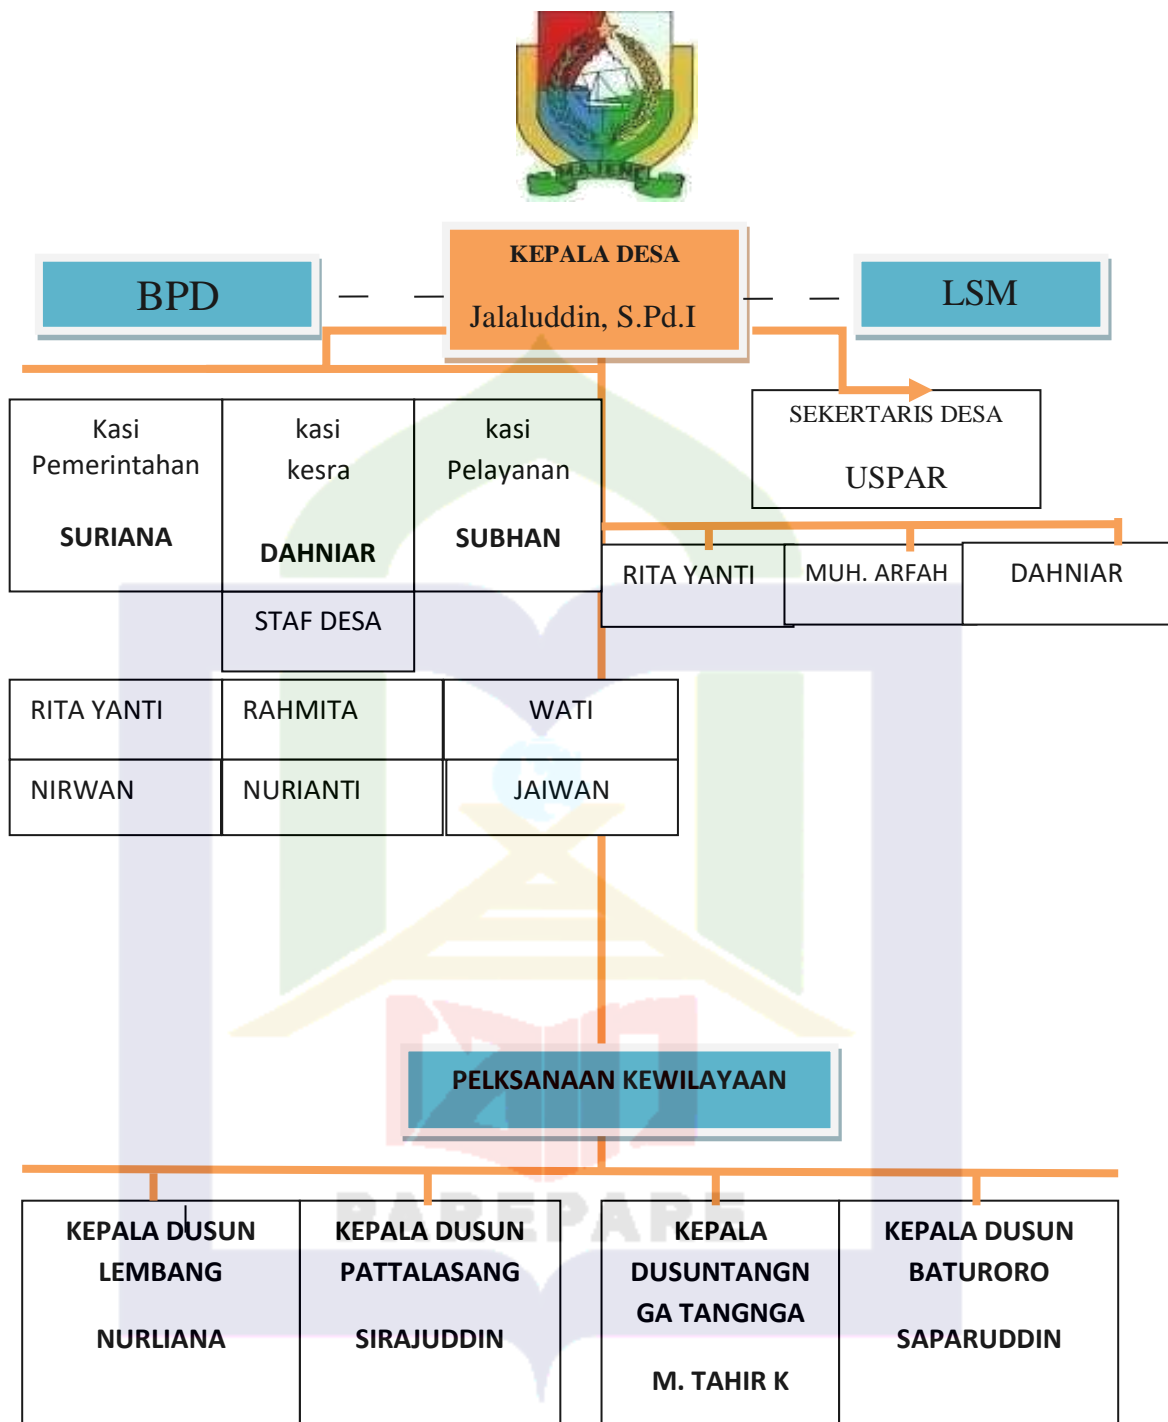 MAJENE
KEPALA DESA
Jalaluddin, S.Pd.I
BPD
LSM
Kasi
Pemerintahan
SURIANA
kasi
kesra
DAHNIAR
kasi
Pelayanan
SUBHAN
SEKERTARIS DESA
USPAR
RITA YANTI
MUH. ARFAH
DAHNIAR
STAF DESA
RITA YANTI
RAHMITA
WATI
NIRWAN
NURIANTI
JAIWAN
PELKSANAAN KEWILAYAAN
PAREPARE
KEPALA DUSUN
LEMBANG
NURLIANA
KEPALA DUSUN
PATTALASANG
SIRAJUDDIN
KEPALA
DUSUNTANGN
GA TANGNGA
M. TAHIR K
KEPALA DUSUN
BATURORO
SAPARUDDIN